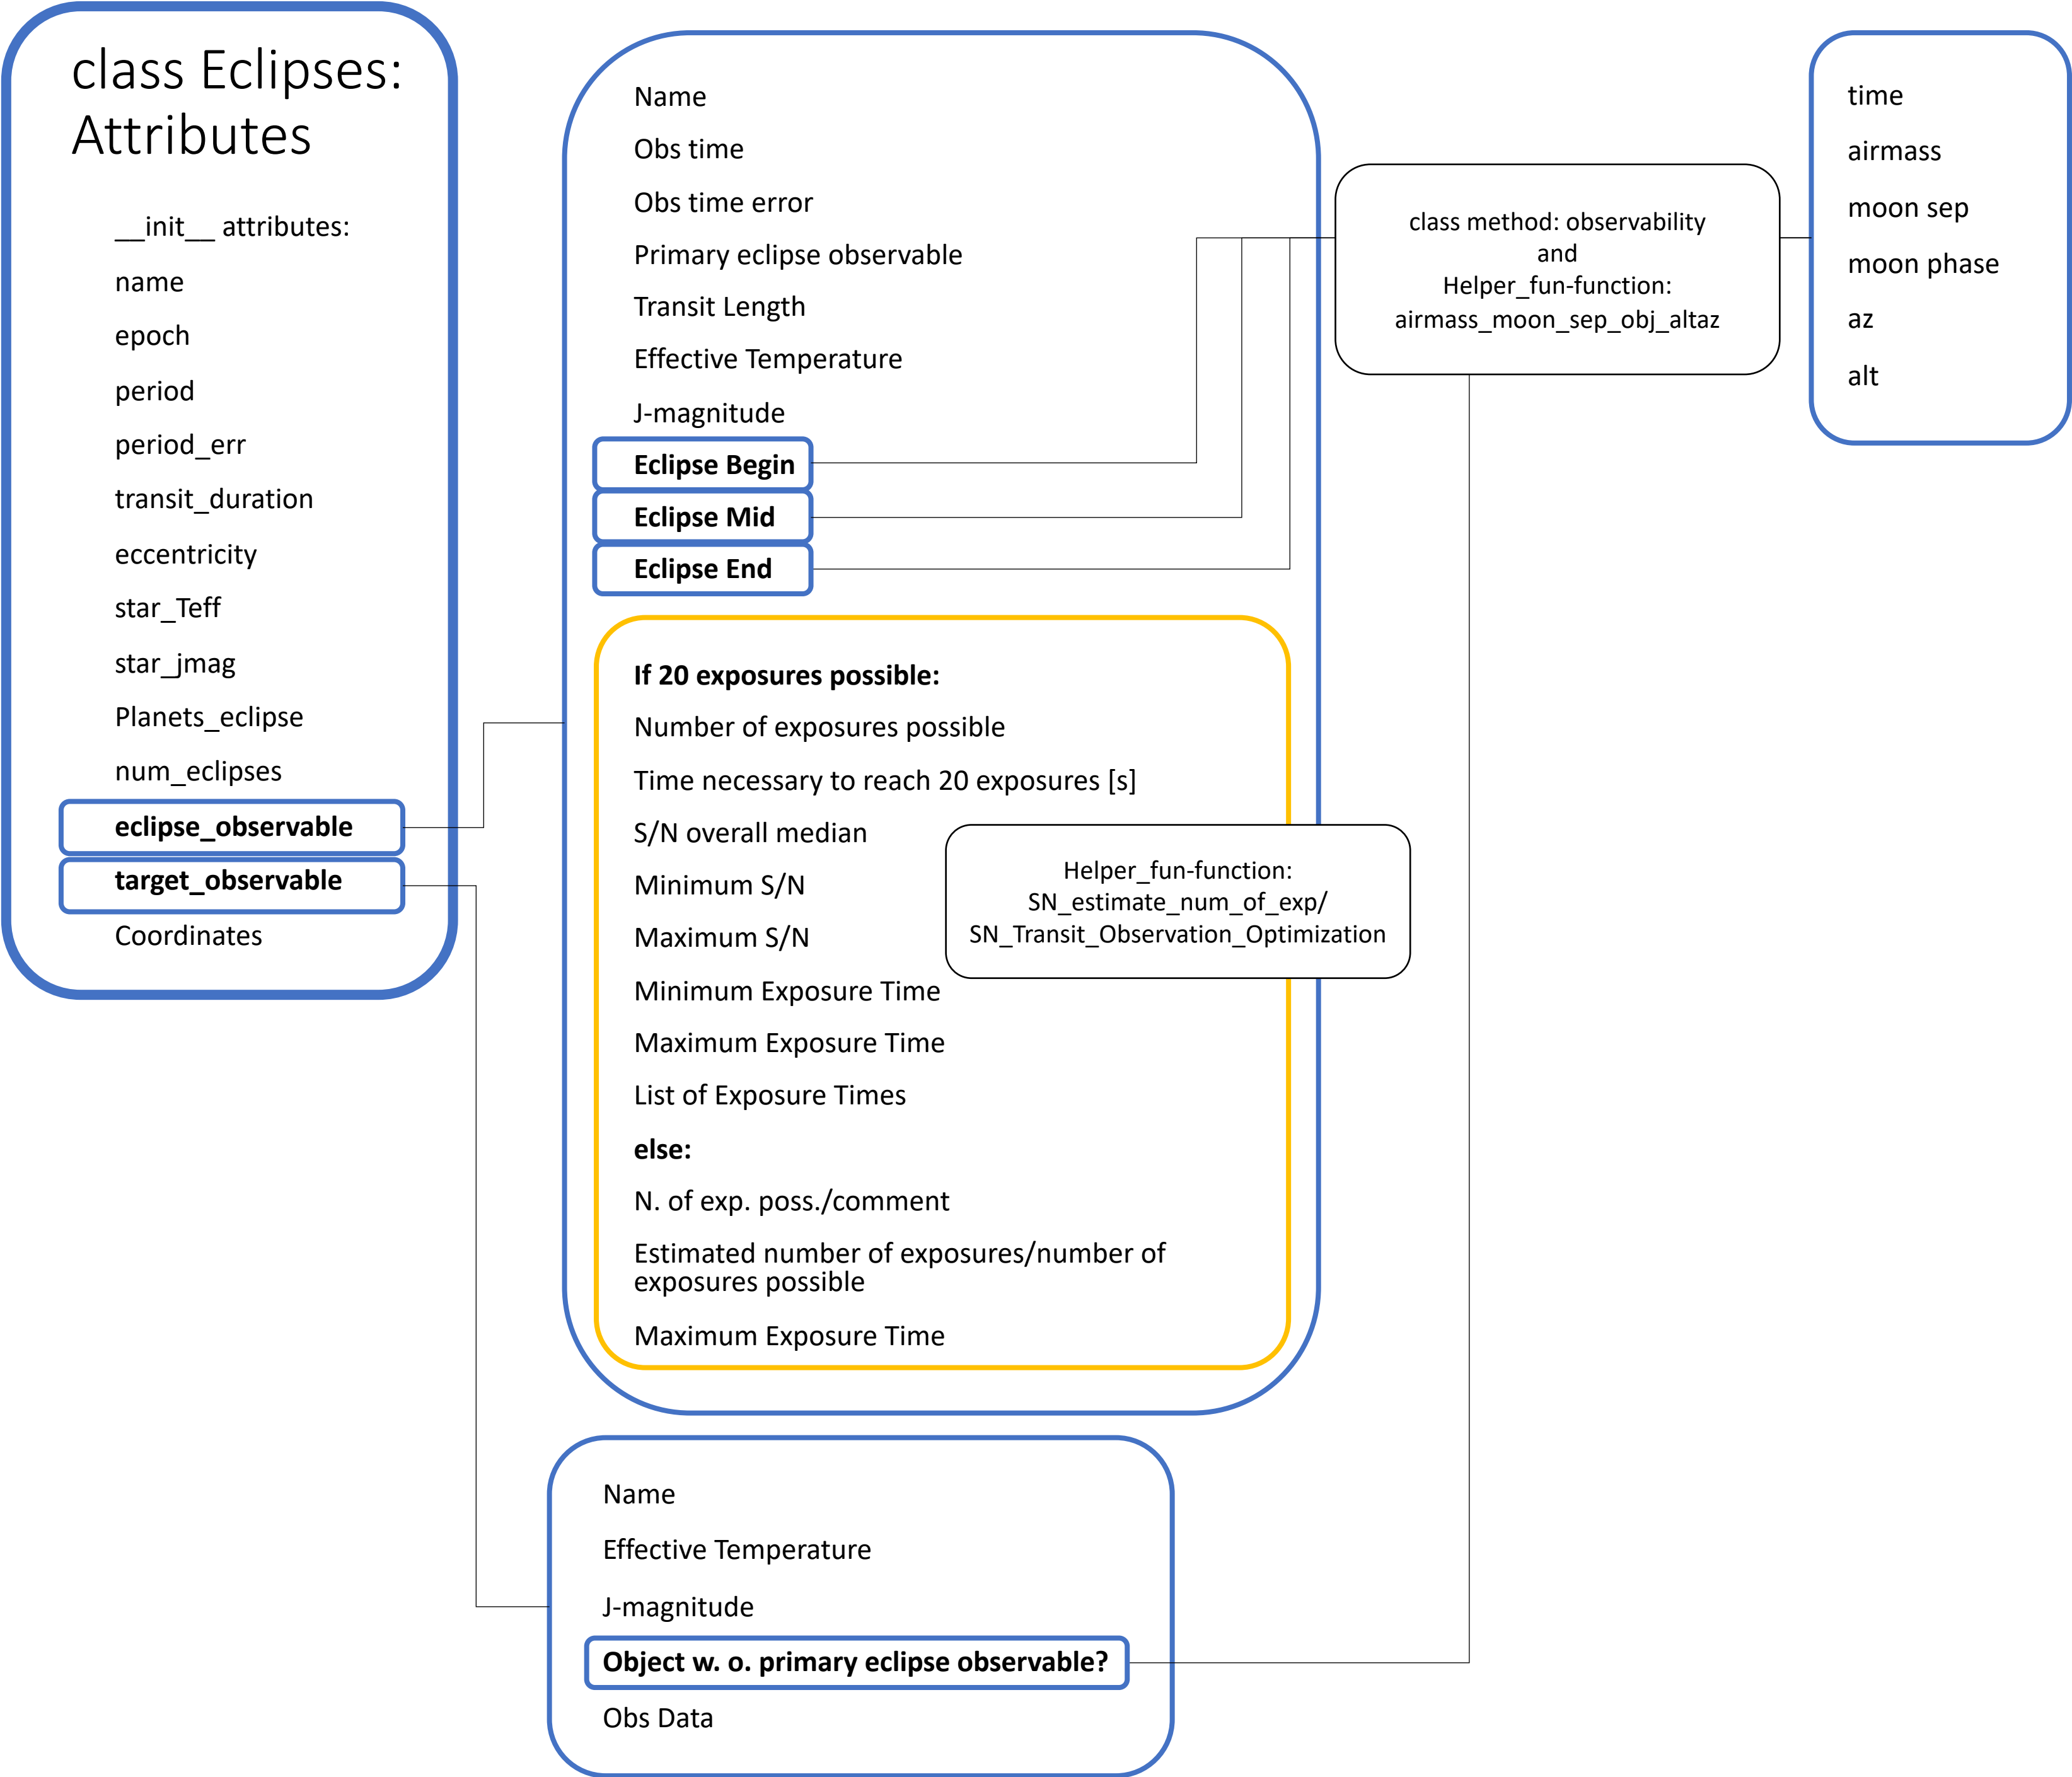 class Eclipses:
Attributes
__init__ attributes:
name
epoch
period
period_err
transit_duration
eccentricity
star_Teff
star_jmag
Planets_eclipse
num_eclipses
eclipse_observable
target_observable
Coordinates
Name
Obs time
Obs time error
Primary eclipse observable
Transit Length
Effective Temperature
J-magnitude
Eclipse Begin
Eclipse Mid
Eclipse End
If 20 exposures possible:
Number of exposures possible
Time necessary to reach 20 exposures [s]
S/N overall median
Minimum S/N
Maximum S/N
Minimum Exposure Time
Maximum Exposure Time
List of Exposure Times
else:
N. of exp. poss./comment
Estimated number of exposures/number of
exposures possible
Maximum Exposure Time
Helper_fun-function:
SN_estimate_num_of_exp/
SN_Transit_Observation_Optimization
class method: observability
and
Helper_fun-function:
airmass_moon_sep_obj_altaz
time
airmass
moon sep
moon phase
az
alt
Name
Effective Temperature
J-magnitude
Object w. o. primary eclipse observable?
Obs Data